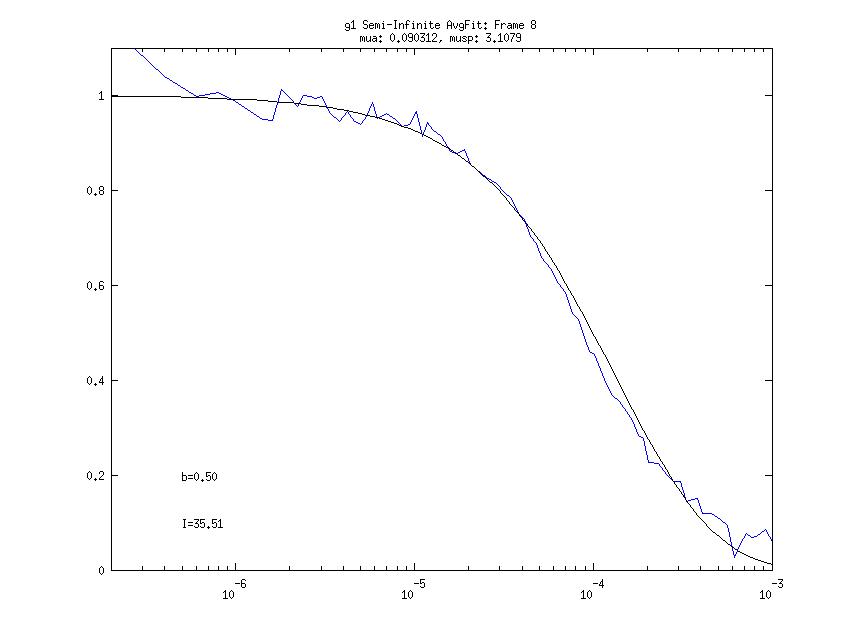 g1 Semi-Infinite AvgFit: Frame 8
mua: 0.090312, musp: 3.1079
1
0.8
0.6
0.4
0.2
0
b=0.50
I=35.51
10^-6
10^-5
10^-4
10^-3